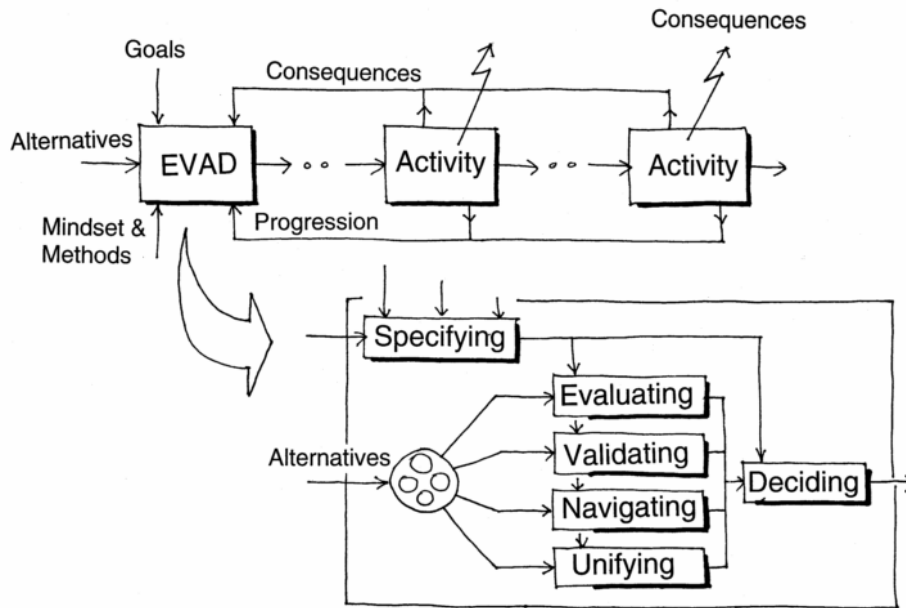 Consequences
Goals
Consequences
Alternatives
EVAD
Activity
Activity
Mindset &
Methods
Progression
Specifying
Evaluating
Alternatives
Validating
Deciding
Navigating
Unifying